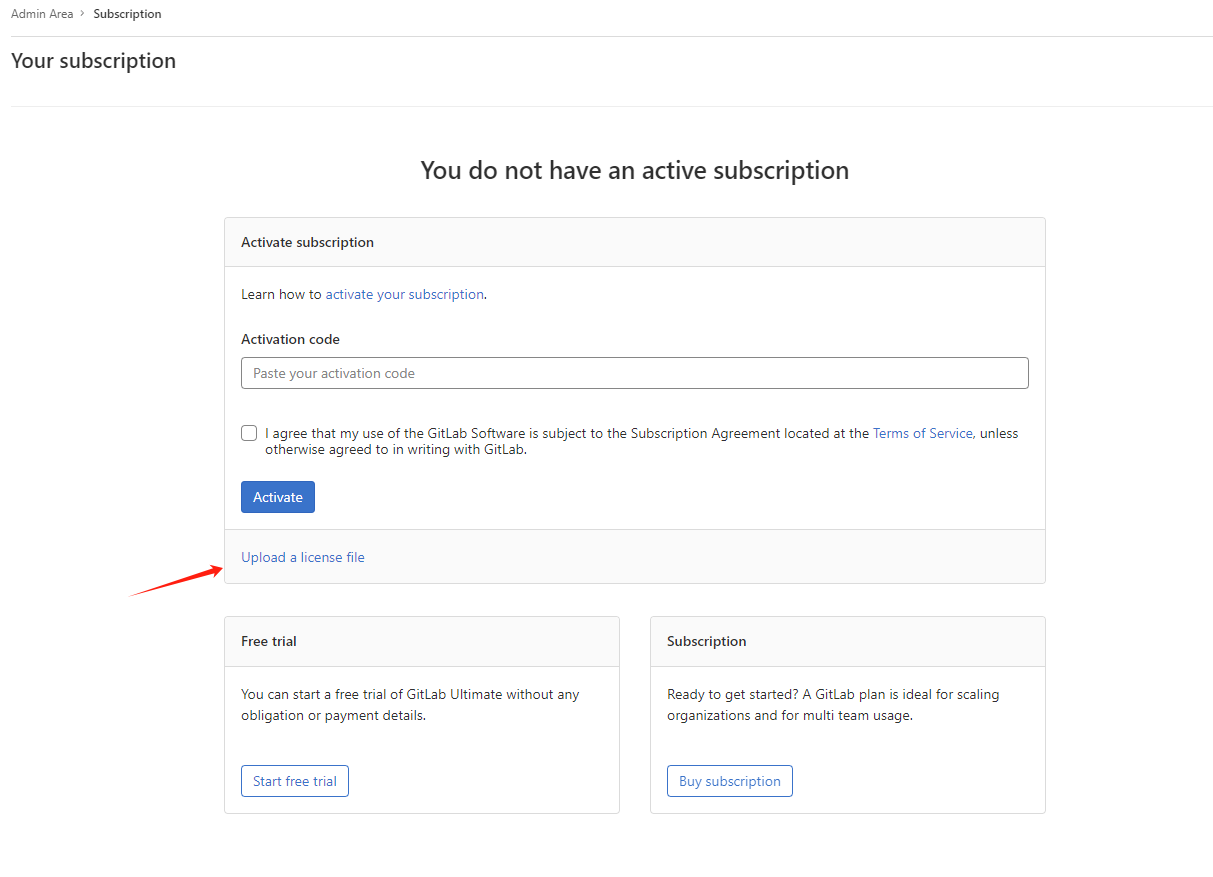 Admin Area › Subscription
Your subscription
You do not have an active subscription
Activate subscription
Learn how to activate your subscription.
Activation code
Paste your activation code
I agree that my use of the GitLab Software is subject to the Subscription Agreement located at the Terms of Service, unless
otherwise agreed to in writing with GitLab.
Activate
Upload a license file
Free trial
You can start a free trial of GitLab Ultimate without any
obligation or payment details.
Start free trial
Subscription
Ready to get started? A GitLab plan is ideal for scaling
organizations and for multi team usage.
Buy subscription